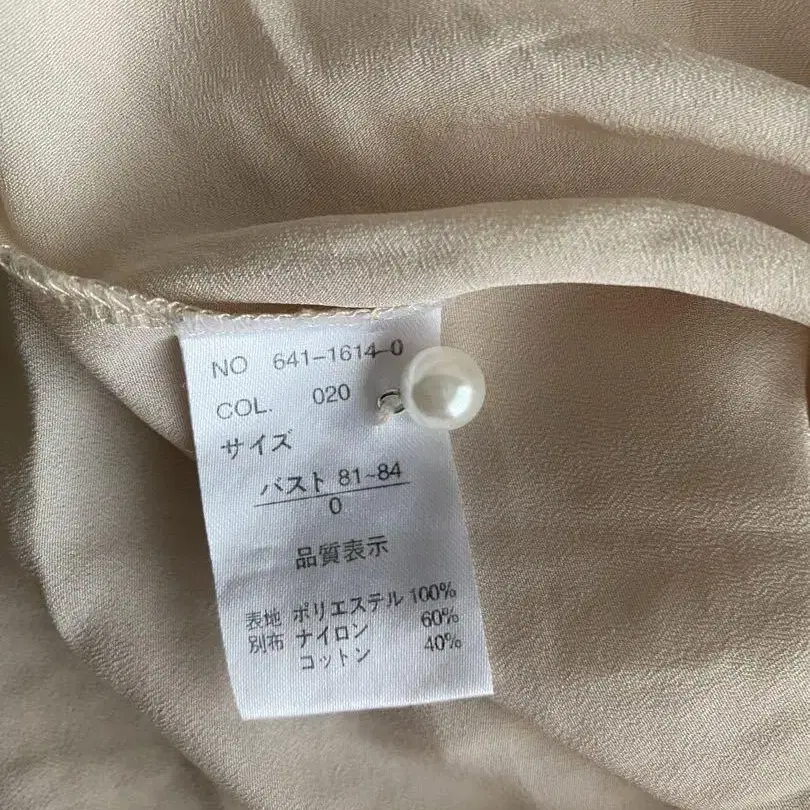 NO 641-1614-0
COL. 020
サイズ
バスト 81~84
0
品質表示
表地 ポリエステル 100%
別布 ナイロン 60%
コットン 40%